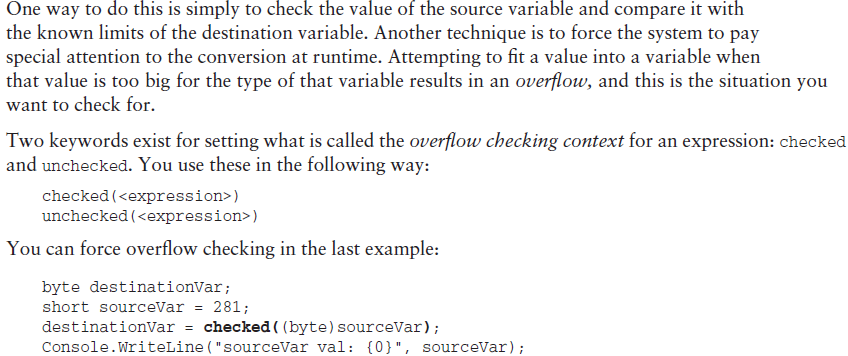 One way to do this is simply to check the value of the source variable and compare it with
the known limits of the destination variable. Another technique is to force the system to pay
special attention to the conversion at runtime. Attempting to fit a value into a variable when
that value is too big for the type of that variable results in an overflow, and this is the situation you
want to check for.
Two keywords exist for setting what is called the overflow checking context for an expression: checked
and unchecked. You use these in the following way:
checked(<expression>)
unchecked(<expression>)
You can force overflow checking in the last example:
byte destinationVar;
short sourceVar = 281;
destinationVar = checked((byte)sourceVar);
Console.WriteLine("sourceVar val: {0}", sourceVar);